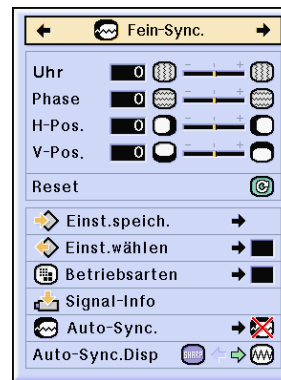 Fein-Sync.
Uhr 0 - +
Phase 0 - +
H-Pos. 0 - +
V-Pos. 0 - +
Reset
Einst.speich.
Einst.wählen
Betriebsarten
Signal-Info
Auto-Sync.
Auto-Sync.Disp SHARP